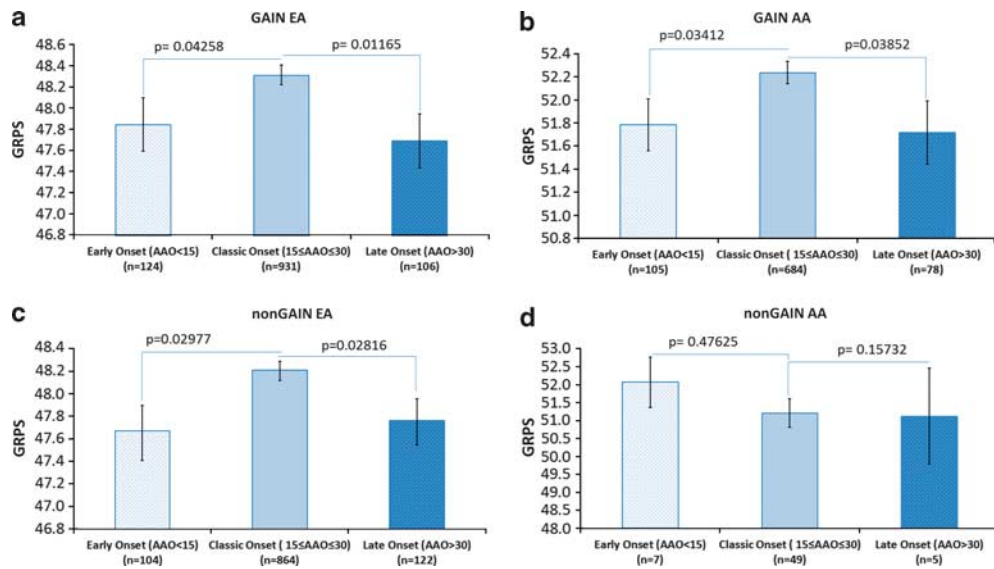 a
GAIN EA
p= 0.04258
p= 0.01165
GRPS
48.6
48.4
48.2
48.0
47.8
47.6
47.4
47.2
47.0
46.8
Early Onset (AAO<15)
(n=124)
Classic Onset (15≤AAO≤30)
(n=931)
Late Onset (AAO>30)
(n=106)
b
GAIN AA
p=0.03412
p=0.03852
GRPS
52.4
52.2
52.0
51.8
51.6
51.4
51.2
51.0
50.8
Early Onset (AAO<15)
(n=105)
Classic Onset ( 15≤AAO≤30)
(n=684)
Late Onset (AAO>30)
(n=78)
c
nonGAIN EA
p=0.02977
p=0.02816
GRPS
48.4
48.2
48.0
47.8
47.6
47.4
47.2
47.0
46.8
Early Onset (AAO<15)
(n=104)
Classic Onset ( 15≤AAO≤30)
(n=864)
Late Onset (AAO>30)
(n=122)
d
nonGAIN AA
p= 0.47625
p= 0.15732
GRPS
53.0
52.5
52.0
51.5
51.0
50.5
50.0
49.5
49.0
48.5
48.0
Early Onset (AAO<15)
(n=7)
Classic Onset ( 15≤AAO≤30)
(n=49)
Late Onset (AAO>30)
(n=5)